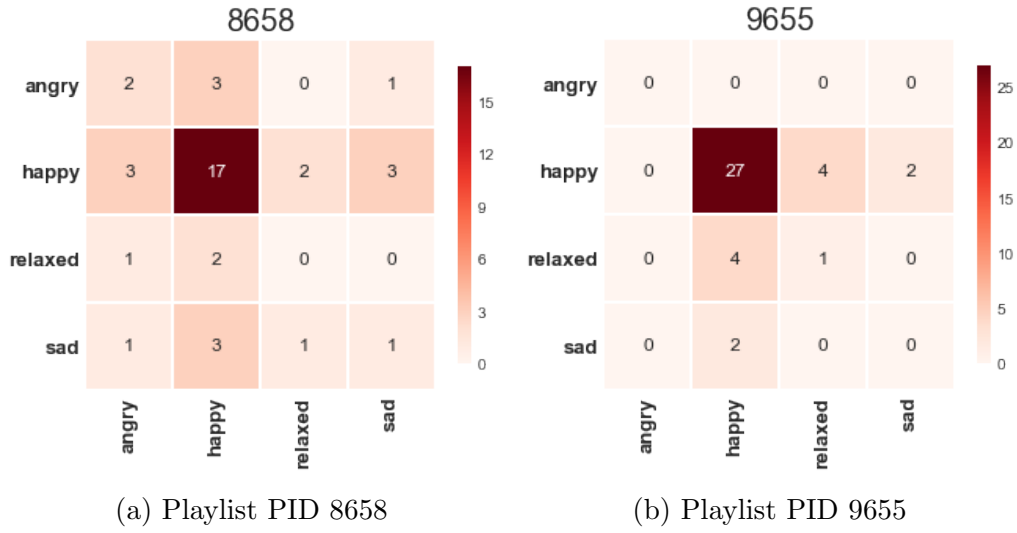 8658
angry 2 3 0 1
happy 3 17 2 3
relaxed 1 2 0 0
sad 1 3 1 1
angry happy relaxed sad
15
12
9
6
3
0
(a) Playlist PID 8658
9655
angry 0 0 0 0
happy 0 27 4 2
relaxed 0 4 1 0
sad 0 2 0 0
angry happy relaxed sad
25
20
15
10
5
0
(b) Playlist PID 9655